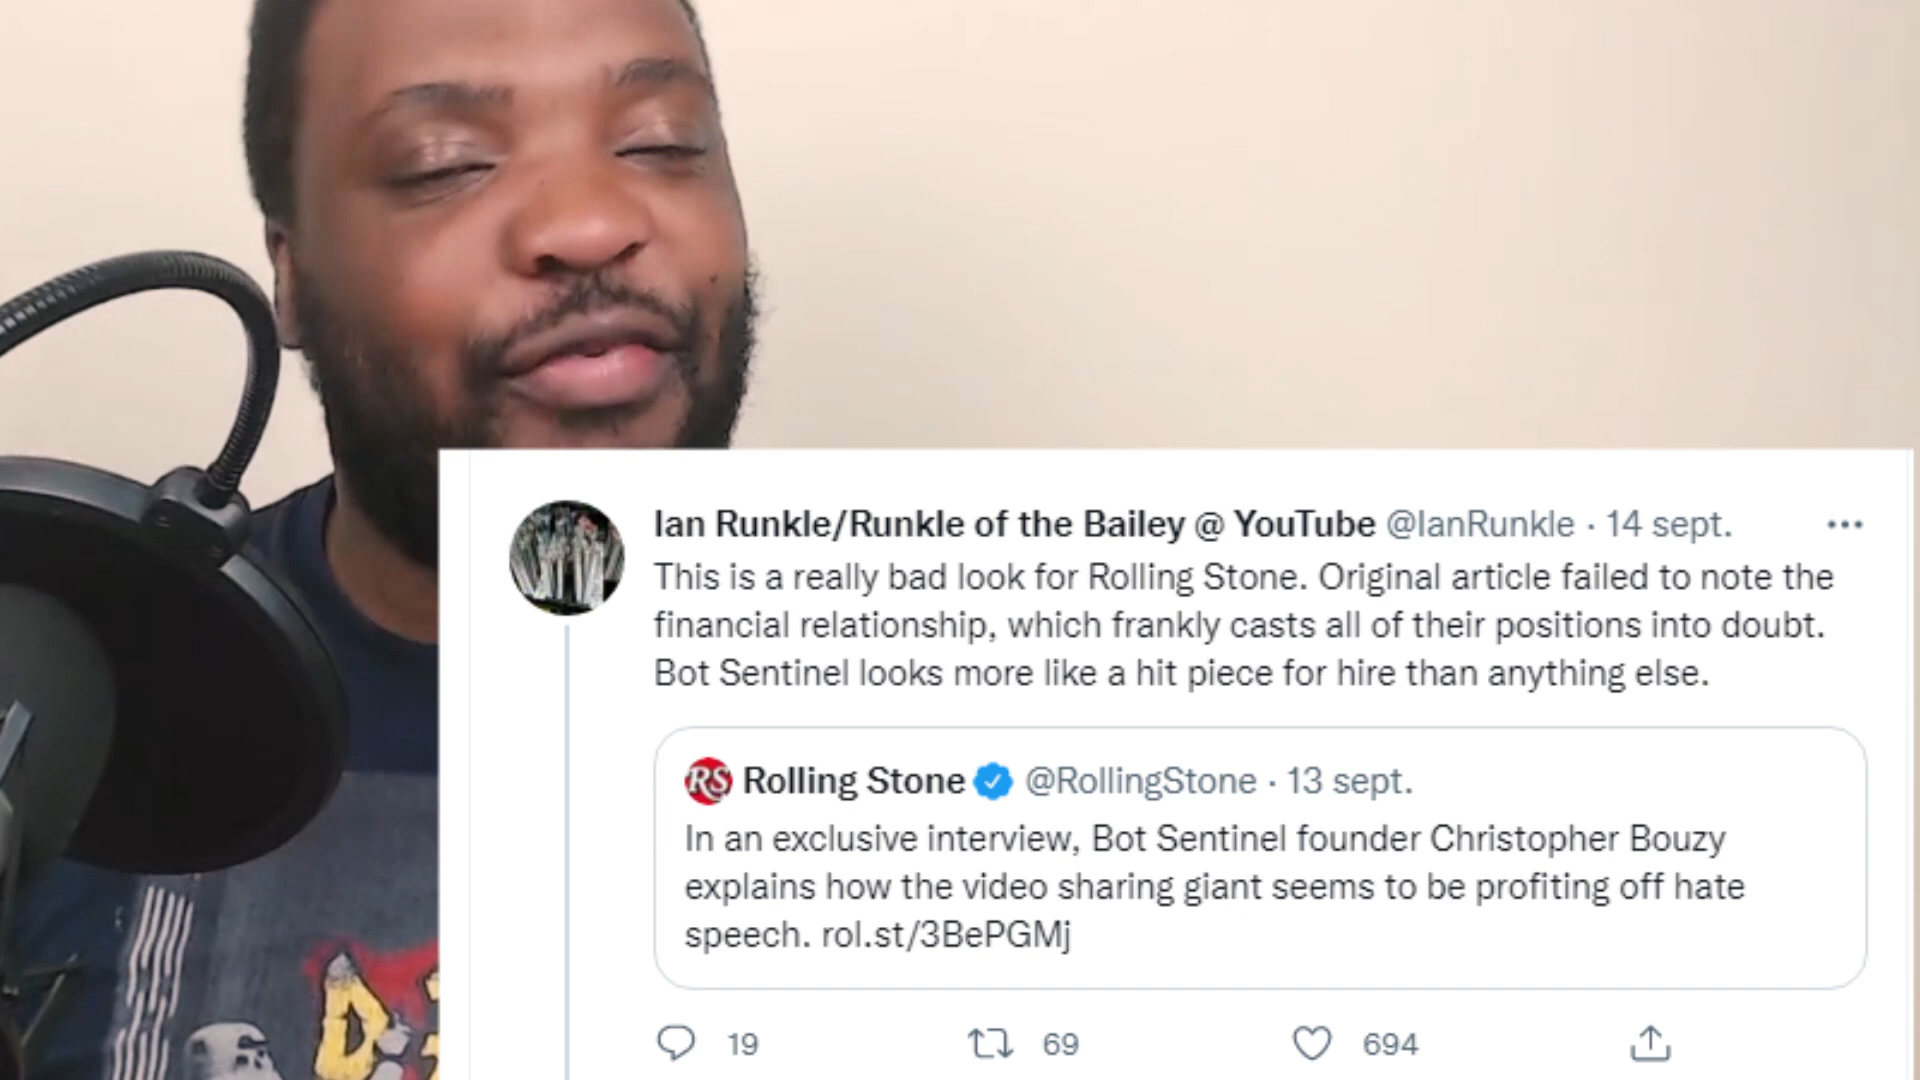 Ian Runkle/Runkle of the Bailey @ YouTube @IanRunkle · 14 sept.
This is a really bad look for Rolling Stone. Original article failed to note the
financial relationship, which frankly casts all of their positions into doubt.
Bot Sentinel looks more like a hit piece for hire than anything else.
RS Rolling Stone @RollingStone · 13 sept.
In an exclusive interview, Bot Sentinel founder Christopher Bouzy
explains how the video sharing giant seems to be profiting off hate
speech. rol.st/3BePGMj
19 69 694